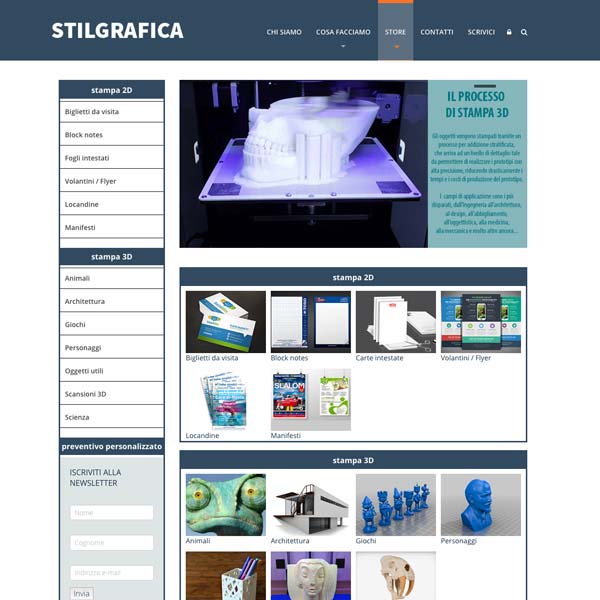 STILGRAFICA
CHI SIAMO
COSA FACCIAMO
STORE
CONTATTI
SCRIVICI
stampa 2D
Biglietti da visita
Block notes
Fogli intestati
Volantini / Flyer
Locandine
Manifesti
stampa 3D
Animali
Architettura
Giochi
Personaggi
Oggetti utili
Scansioni 3D
Scienza
preventivo personalizzato
ISCRIVITI ALLA
NEWSLETTER
Nome
Cognome
Indirizzo e-mail
Invia
IL PROCESSO
DI STAMPA 3D
Gli oggetti vengono stampati tramite un
processo per addizione stratificata,
che arriva ad un livello di dettaglio tale
da permettere di realizzare i prototipi con
alta precisione, riducendo drasticamente i
tempi e i costi di produzione del prototipo.
I campi di applicazione sono i più
disparati, dall'ingegneria all'architettura,
al design, all'abbigliamento,
all'oggettistica, alla medicina,
alla meccanica e molto altro ancora...
stampa 2D
Biglietti da visita
Block notes
Carte intestate
Volantini / Flyer
SLALOM
Locandine
Manifesti
stampa 3D
Animali
Architettura
Giochi
Personaggi